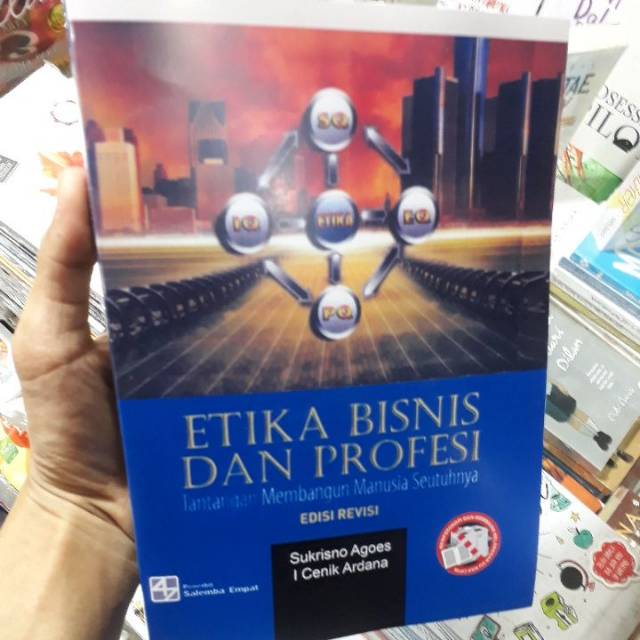 SQ
IQ
ETIKA
EQ
PQ
ETIKA BISNIS
DAN PROFESI
Tantangan Membangun Manusia Seutuhnya
EDISI REVISI
Sukrisno Agoes
I Cenik Ardana
Penerbit
Salemba Empat